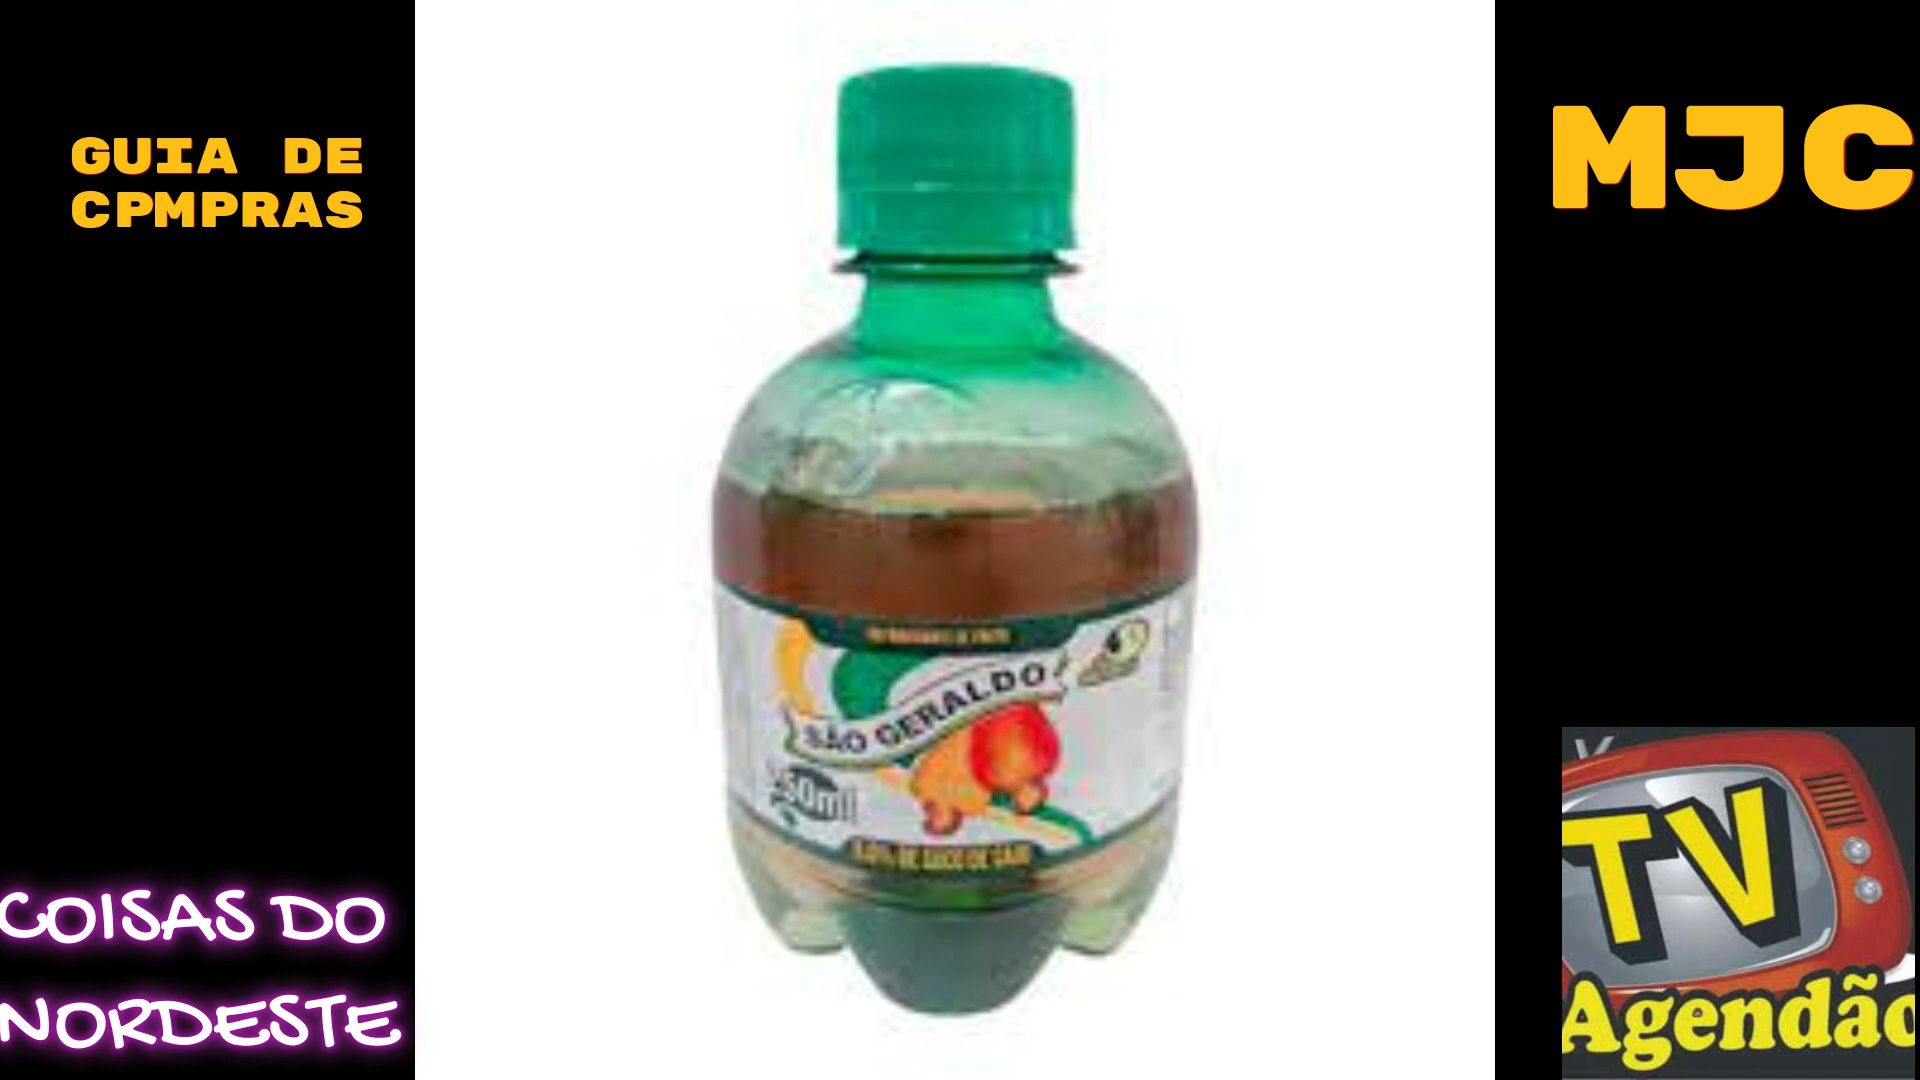 GUIA DE
CPMPRAS
MJC
SÃO GERALDO
COISAS DO
NORDESTE
TV
Agendão